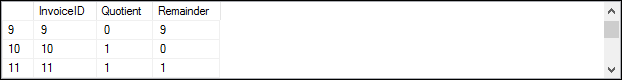 InvoiceID Quotient Remainder
9 9 0 9
10 10 1 0
11 11 1 1